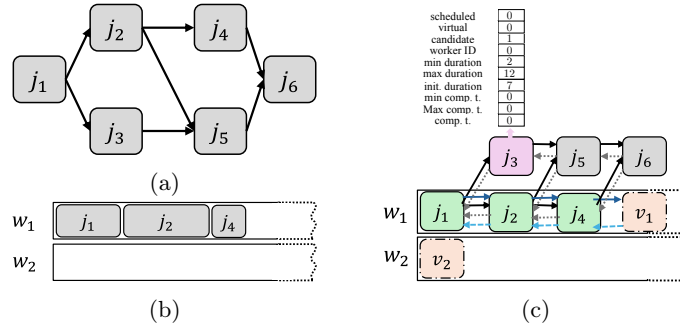 j1
j2
j4
j3
j5
j6
(a)
w1
j1
j2
j4
w2
(b)
scheduled 0
virtual 0
candidate 1
worker ID 0
min duration 2
max duration 12
init. duration 7
min comp. t. 0
Max comp. t. 0
comp. t. 0
j3
j5
j6
w1
j1
j2
j4
v1
w2
v2
(c)